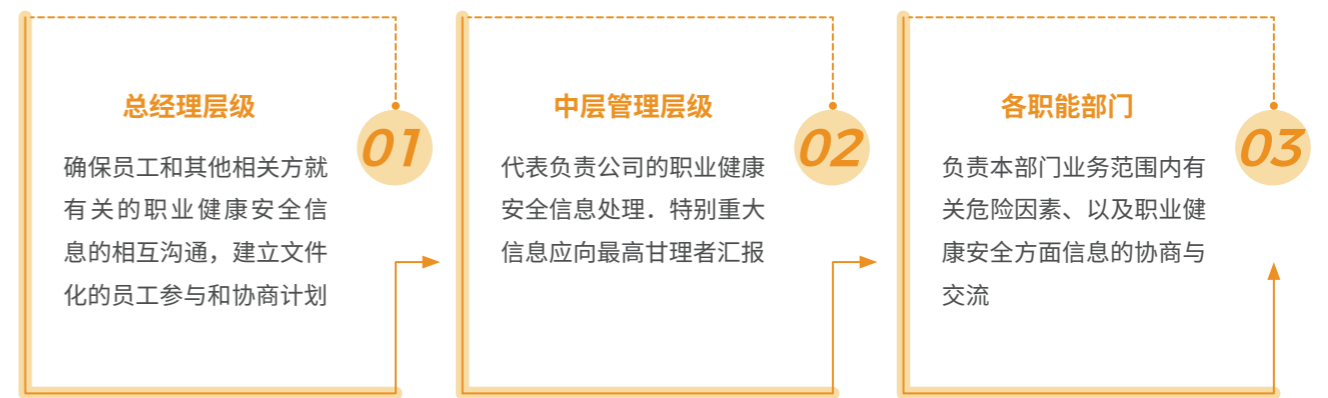 总经理层级
01
确保员工和其他相关方就
有关的职业健康安全信
息的相互沟通，建立文件
化的员工参与和协商计划
中层管理层级
02
代表负责公司的职业健康
安全信息处理．特别重大
信息应向最高甘理者汇报
各职能部门
03
负责本部门业务范围内有
关危险因素、以及职业健
康安全方面信息的协商与
交流